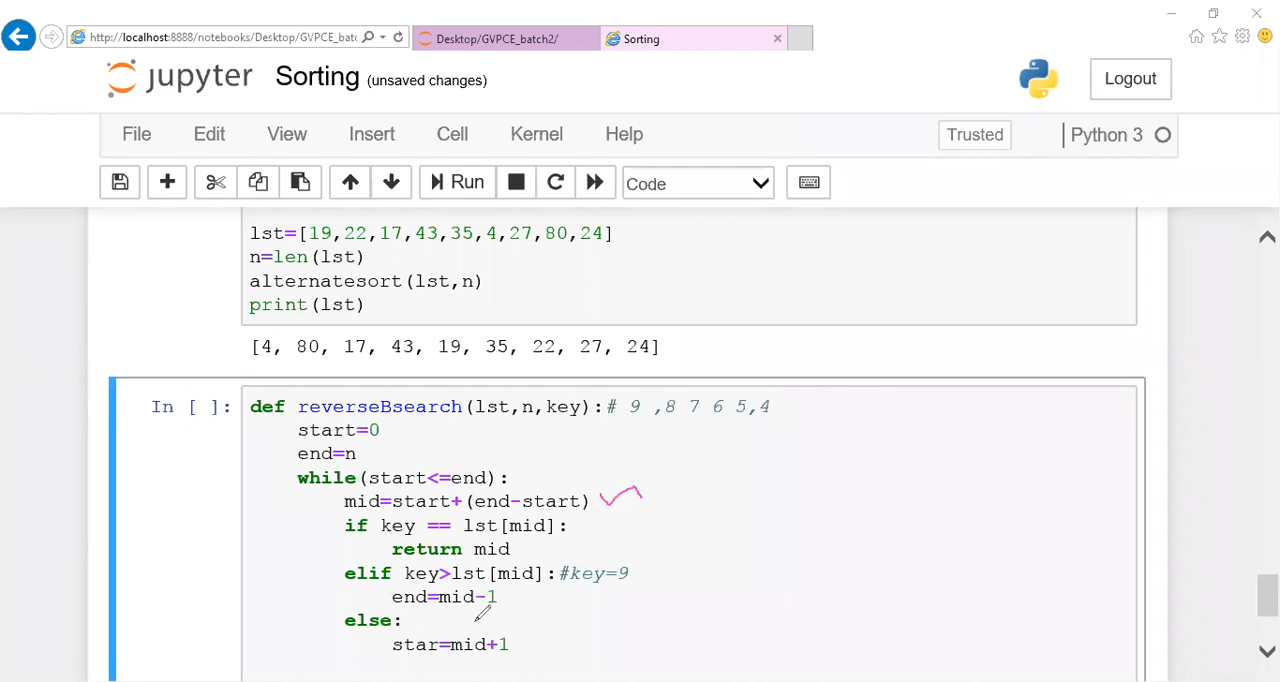 http://localhost:8888/notebooks/Desktop/GVPCE_batc
Desktop/GVPCE_batch2/
Sorting
jupyter Sorting (unsaved changes)
Logout
File Edit View Insert Cell Kernel Help
Trusted Python 3
Run Code
lst=[19,22,17,43,35,4,27,80,24]
n=len(lst)
alternatesort(lst,n)
print(lst)
[4, 80, 17, 43, 19, 35, 22, 27, 24]
In [ ]: def reverseBsearch(lst,n,key):# 9 ,8 7 6 5,4
start=0
end=n
while(start<=end):
mid=start+(end-start)
if key == lst[mid]:
return mid
elif key>lst[mid]:#key=9
end=mid-1
else:
star=mid+1